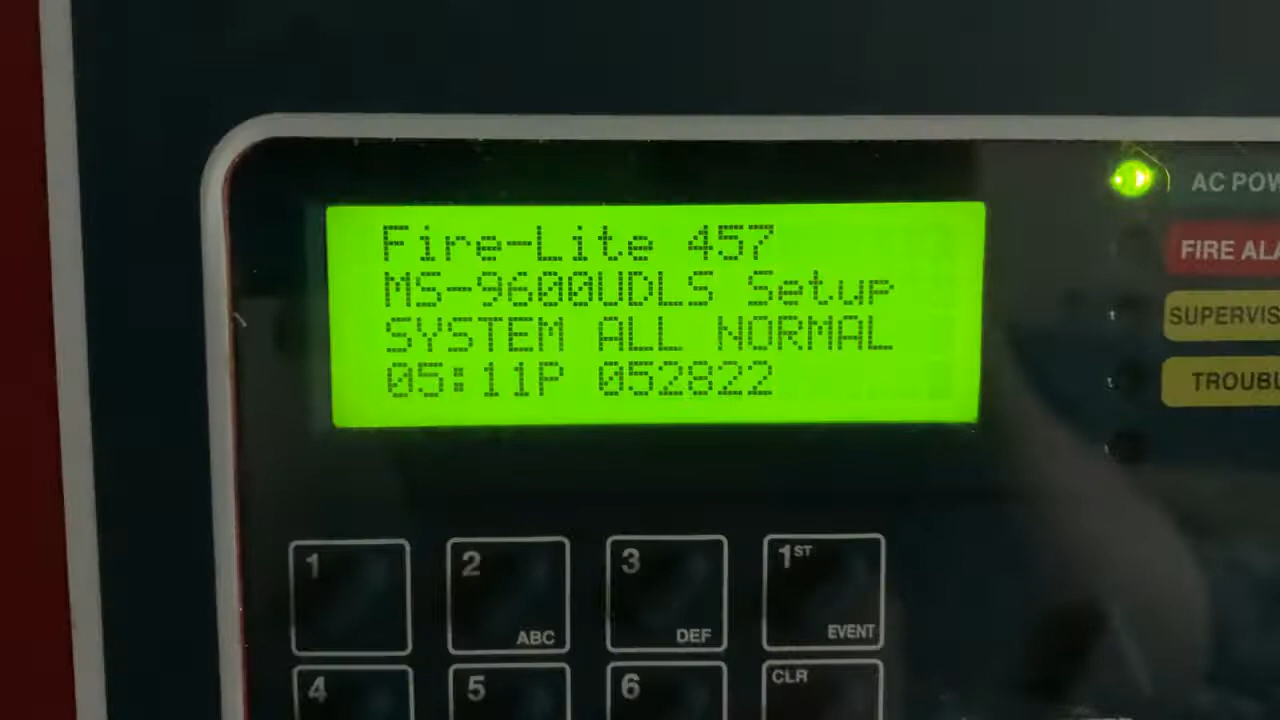 Fire-Lite 457
MS-9600UDLS Setup
SYSTEM ALL NORMAL
05:11P 052822
AC POW
FIRE ALA
SUPERVIS
TROUBL
1
2
ABC
3
DEF
1ST
EVENT
4
5
6
CLR